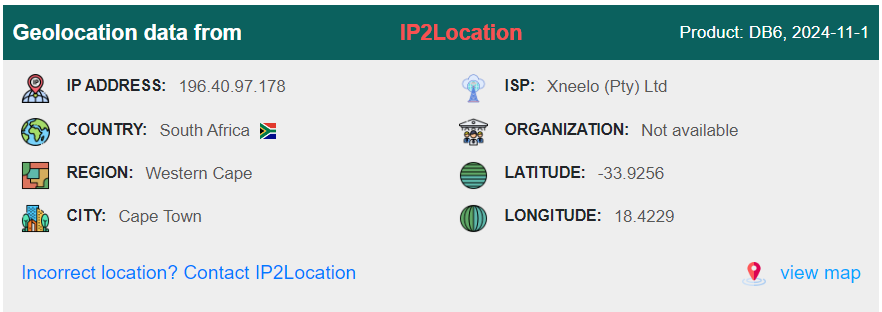 Geolocation data from IP2Location Product: DB6, 2024-11-1
IP ADDRESS: 196.40.97.178 ISP: Xneelo (Pty) Ltd
COUNTRY: South Africa ORGANIZATION: Not available
REGION: Western Cape LATITUDE: -33.9256
CITY: Cape Town LONGITUDE: 18.4229
Incorrect location? Contact IP2Location view map